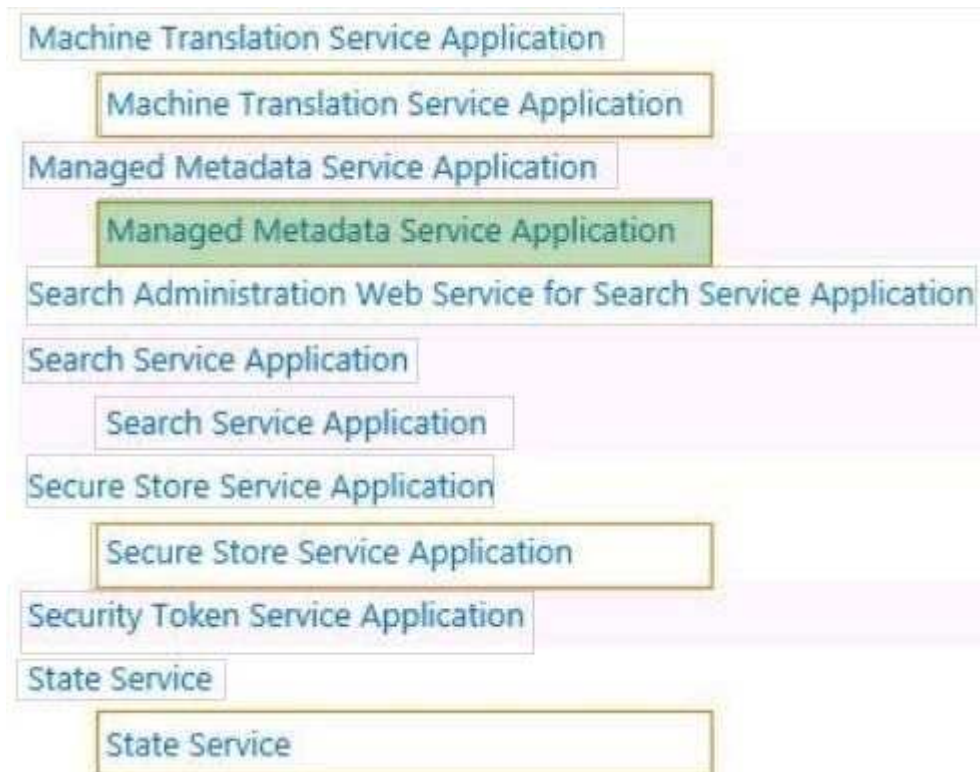 Machine Translation Service Application
Machine Translation Service Application
Managed Metadata Service Application
Managed Metadata Service Application
Search Administration Web Service for Search Service Application
Search Service Application
Search Service Application
Secure Store Service Application
Secure Store Service Application
Security Token Service Application
State Service
State Service